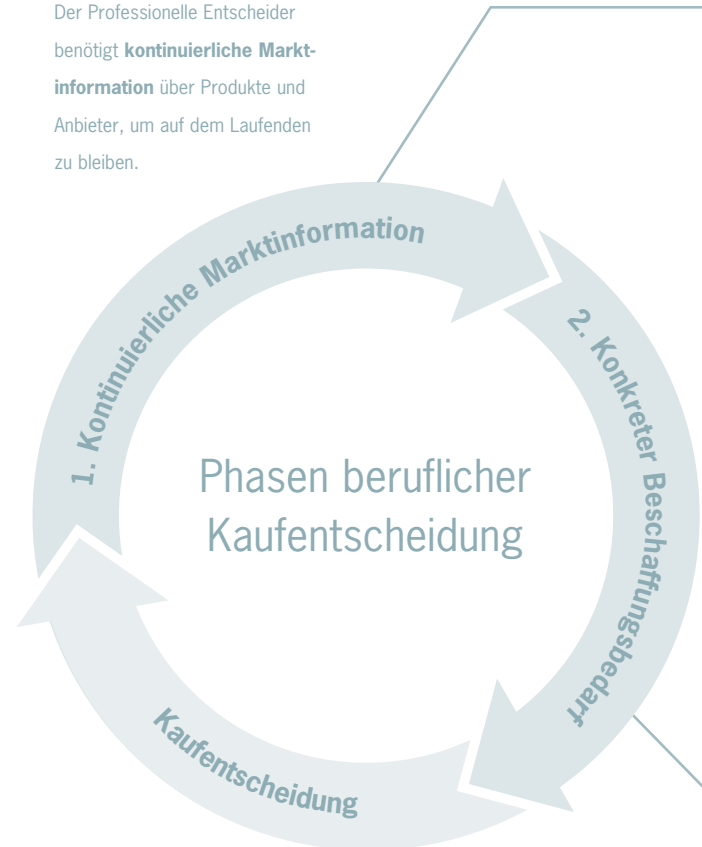 Der Professionelle Entscheider
benötigt kontinuierliche Markt-
information über Produkte und
Anbieter, um auf dem Laufenden
zu bleiben.
1. Kontinuierliche Marktinformation
2. Konkreter Beschaffungsbedarf
Phasen beruflicher
Kaufentscheidung
Kaufentscheidung